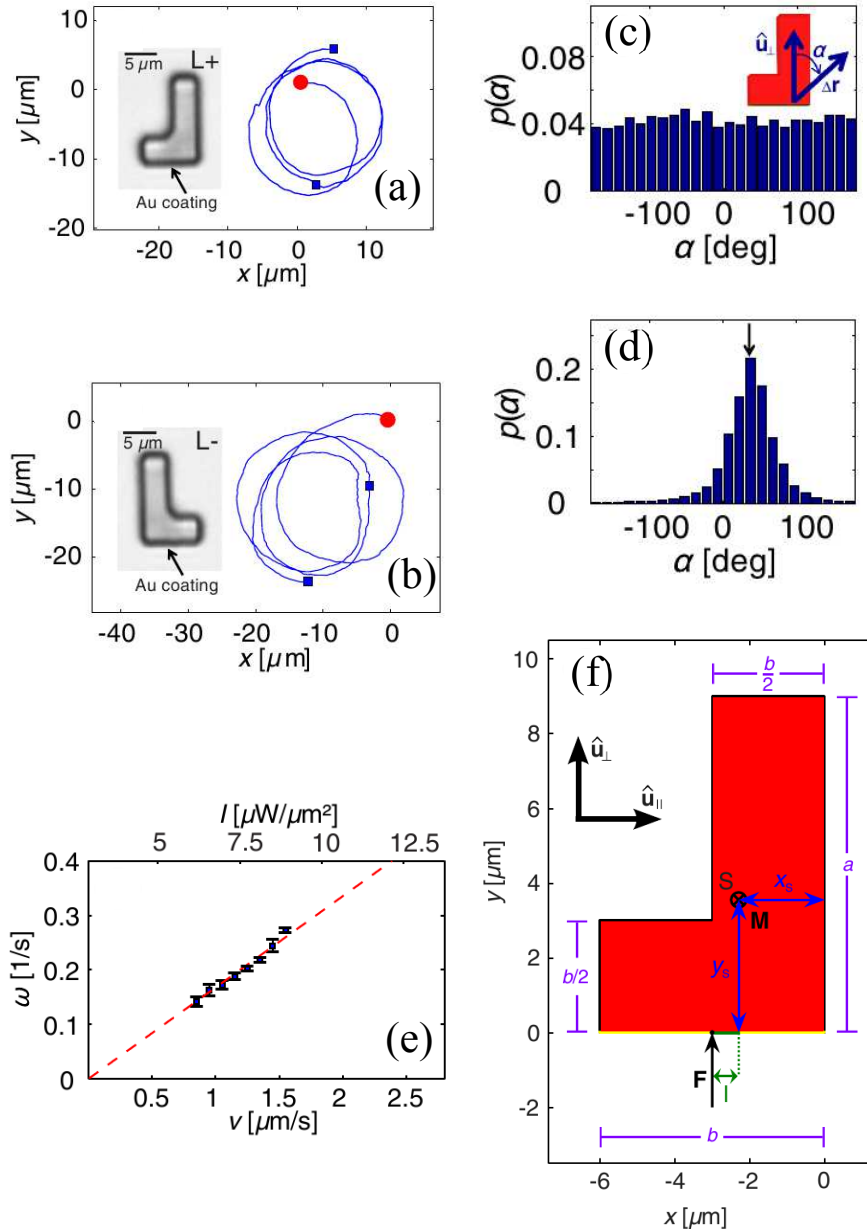 10
0
-10
-20
y [μm]
5 μm
L+
Au coating
(a)
-20
-10
0
10
x [μm]
0.08
0.04
0
p(α)
(c)
û⊥
α
Δr
-100
0
100
α [deg]
0
-10
-20
y [μm]
5 μm
L-
Au coating
(b)
-40
-30
-20
-10
0
x [μm]
0.2
0.1
0
p(α)
(d)
-100
0
100
α [deg]
I [μW/μm²]
5
7.5
10
12.5
0.4
0.3
0.2
0.1
0
ω [1/s]
(e)
0.5
1
1.5
2
2.5
v [μm/s]
(f)
10
8
6
4
2
0
-2
y [μm]
b/2
û⊥
û||
S
M
xs
ys
a
b/2
F
l
b
-6
-4
-2
0
x [μm]